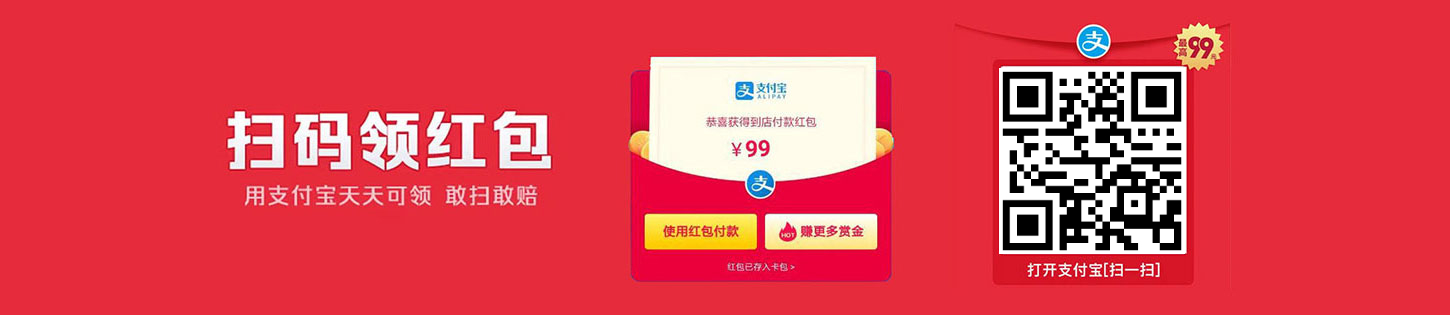 扫码领红包
用支付宝天天可领 敢扫敢赔
支付宝
ALIPAY
恭喜获得到店付款红包
¥99
支
使用红包付款
HOT 赚更多赏金
红包已存入卡包 >
支
最高99元
打开支付宝[扫一扫]